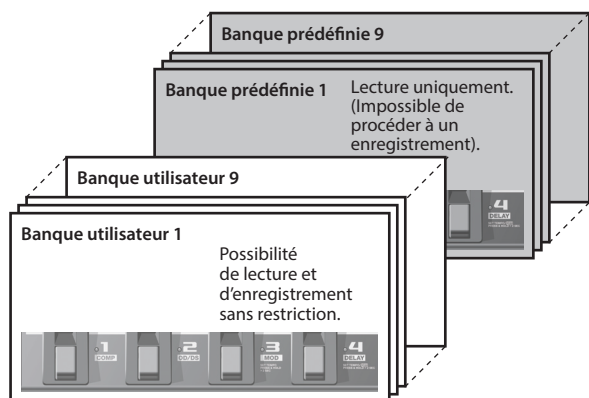 Banque prédéfinie 9
Banque prédéfinie 1
Lecture uniquement.
(Impossible de
procéder à un
enregistrement).
4
DELAY
Banque utilisateur 9
Banque utilisateur 1
Possibilité
de lecture et
d'enregistrement
sans restriction.
1 2 3 4
COMP OD/DS MOD DELAY